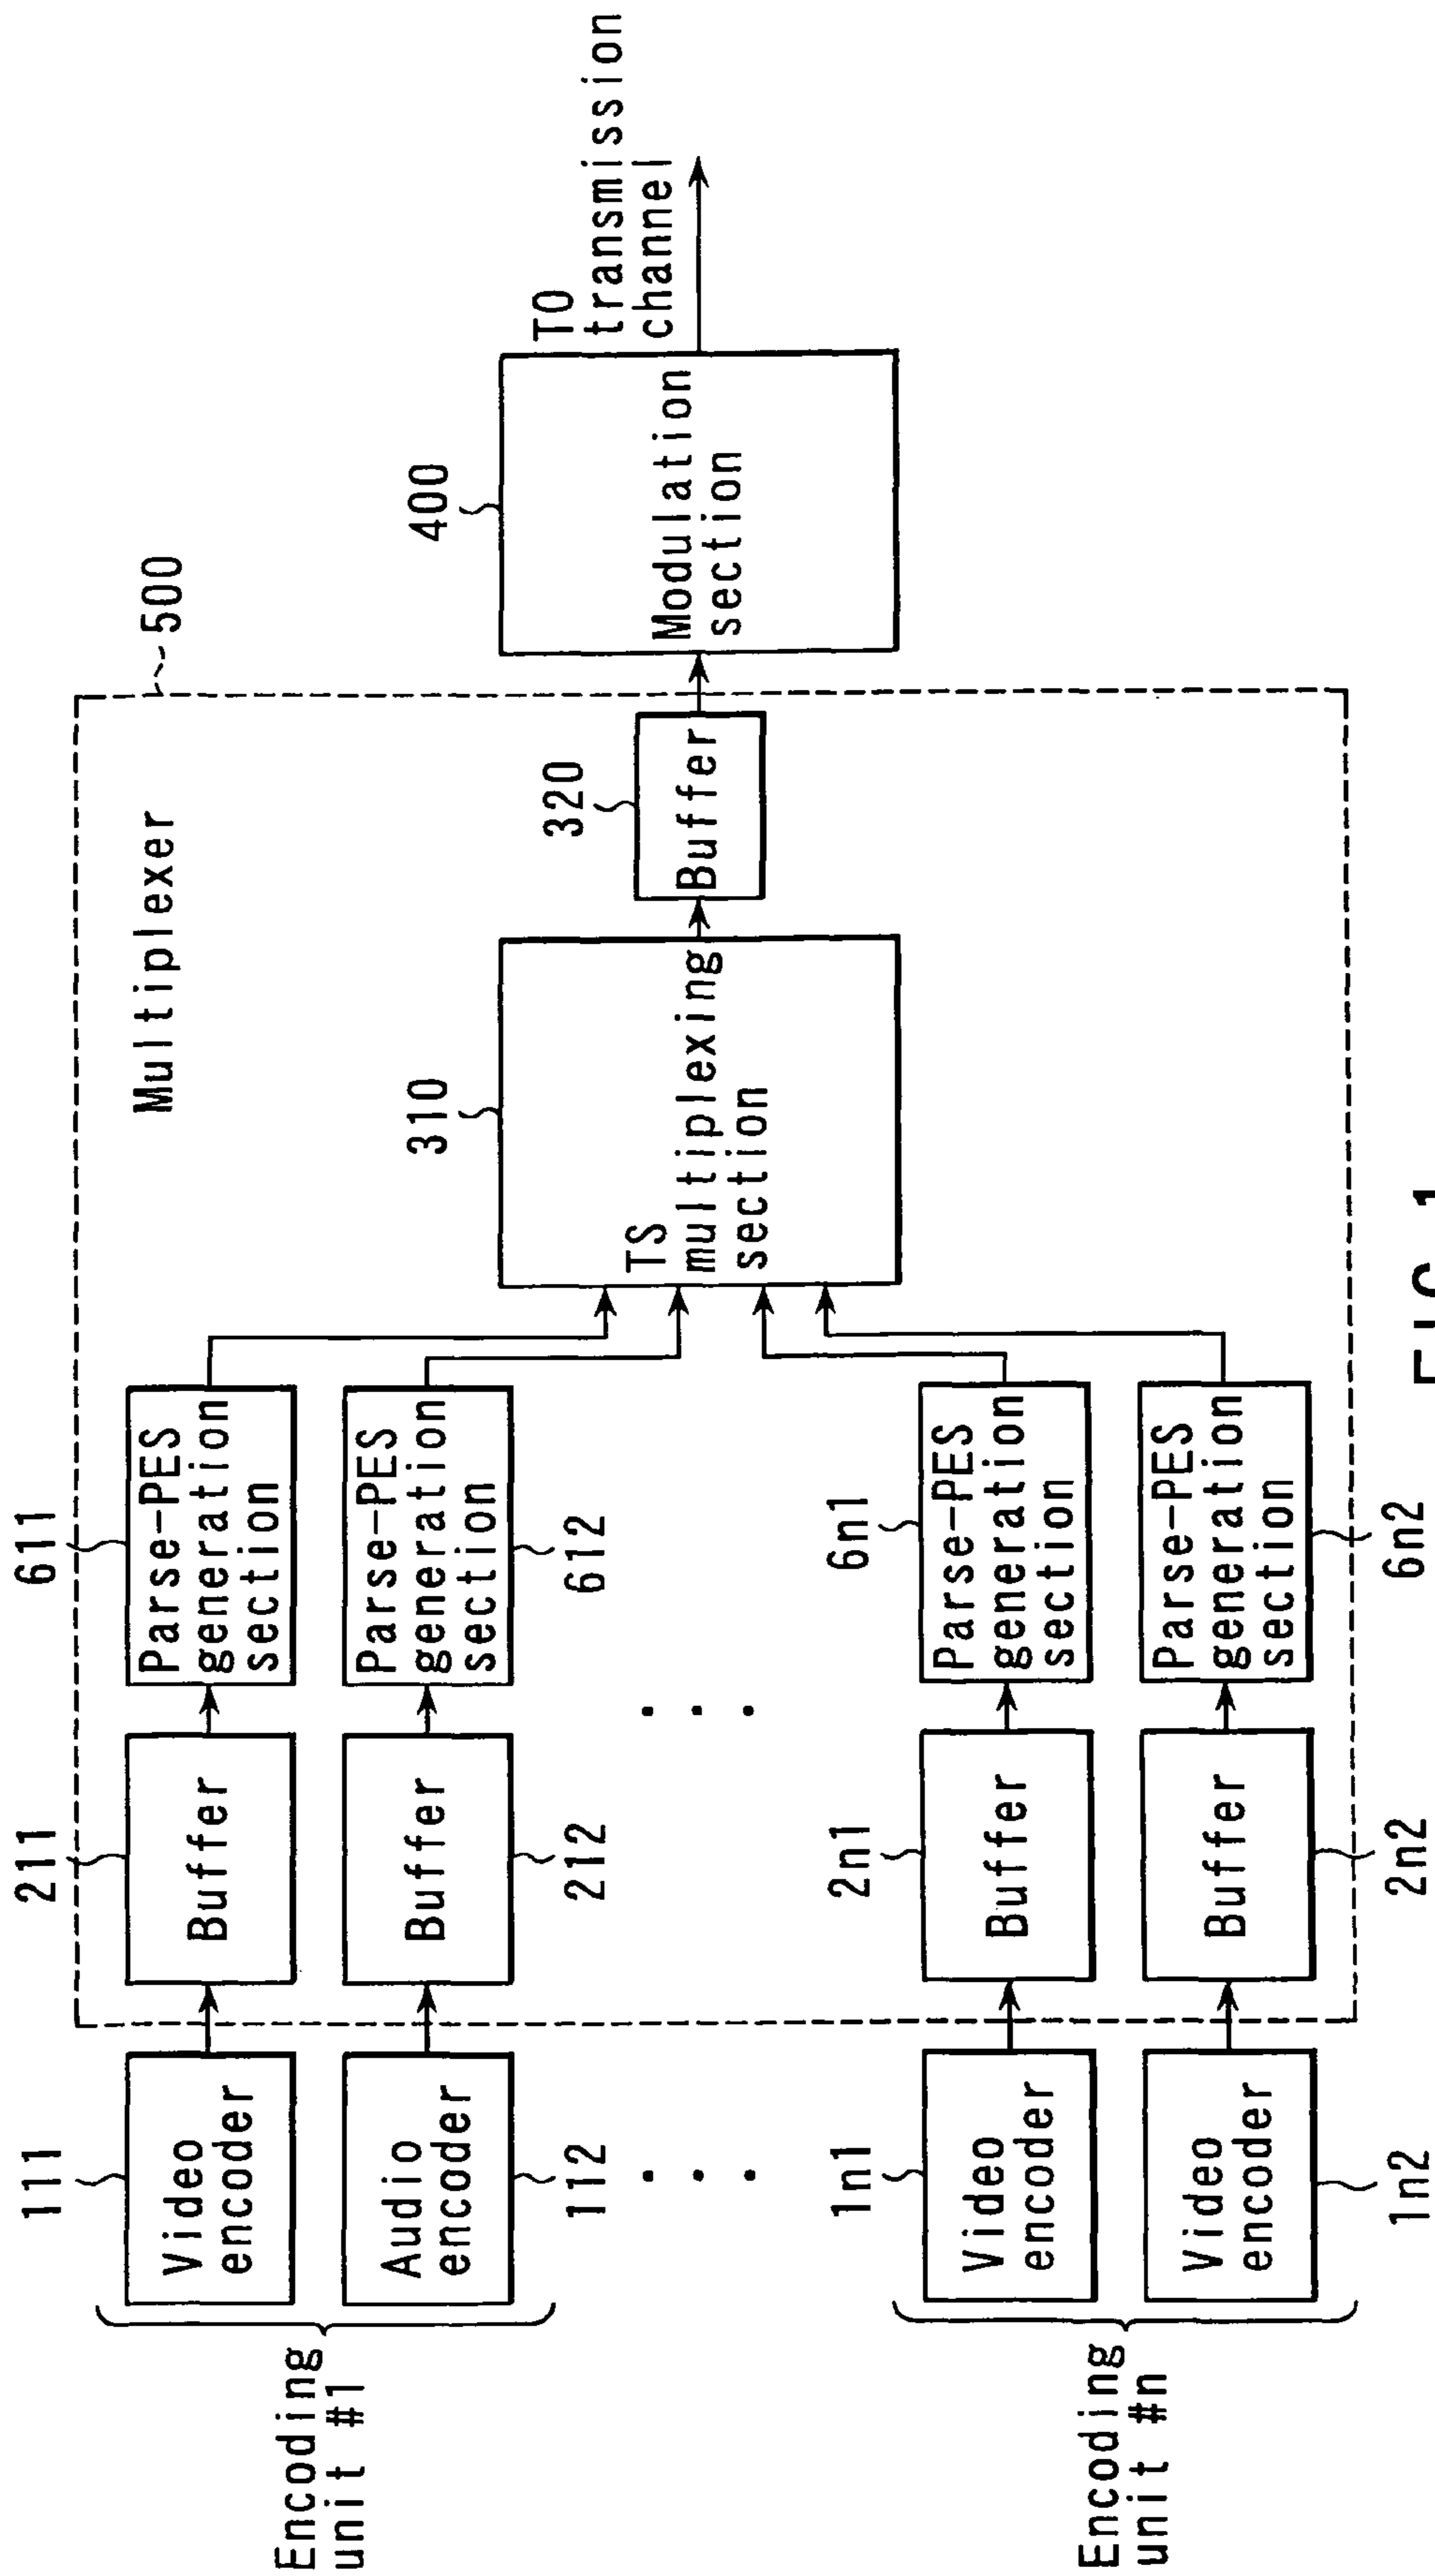 Encoding
unit #1
111
Video
encoder
211
Buffer
611
Parse-PES
generation
section
Audio
encoder
112
Buffer
212
Parse-PES
generation
section
612
Multiplexer
500
310
TS
multiplexing
section
320
Buffer
400
Modulation
section
TO
transmission
channel
. . .
. . .
Encoding
unit #n
1n1
Video
encoder
2n1
Buffer
6n1
Parse-PES
generation
section
Video
encoder
1n2
Buffer
2n2
Parse-PES
generation
section
6n2